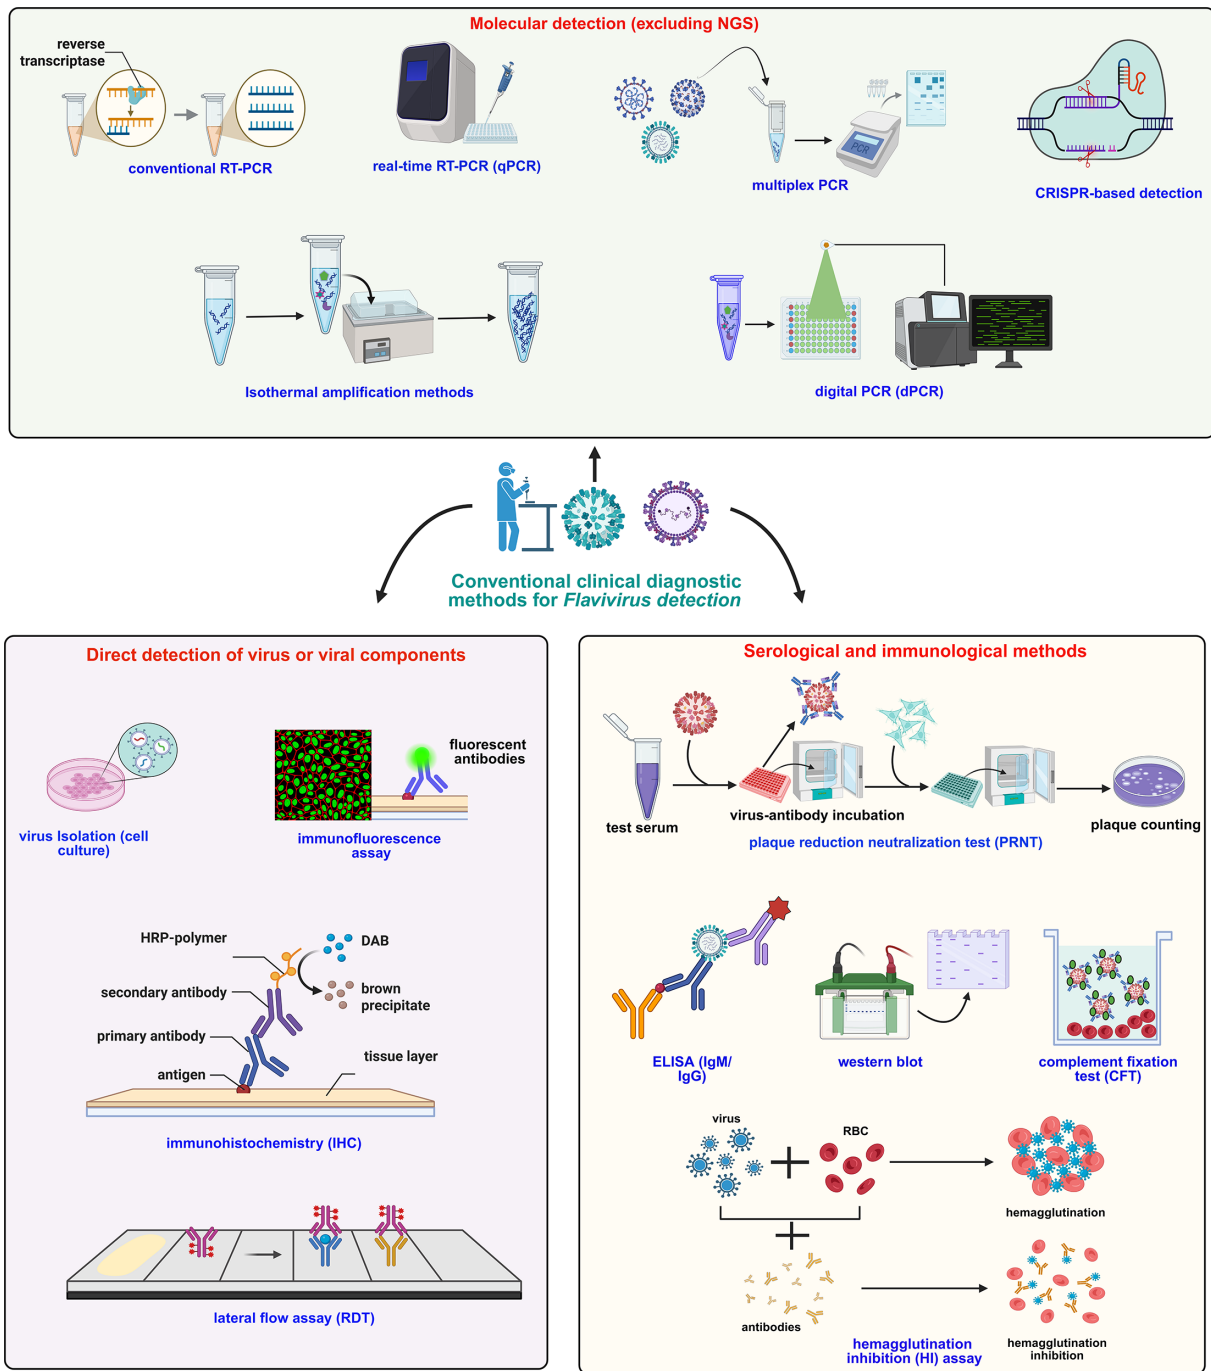 Molecular detection (excluding NGS)
reverse
transcriptase
conventional RT-PCR
real-time RT-PCR (qPCR)
PCR
multiplex PCR
CRISPR-based detection
Isothermal amplification methods
digital PCR (dPCR)
Conventional clinical diagnostic
methods for Flavivirus detection
Direct detection of virus or viral components
virus Isolation (cell
culture)
fluorescent
antibodies
immunofluorescence
assay
HRP-polymer
DAB
secondary antibody
brown
precipitate
primary antibody
tissue layer
antigen
immunohistochemistry (IHC)
lateral flow assay (RDT)
Serological and immunological methods
test serum
virus-antibody incubation
plaque counting
plaque reduction neutralization test (PRNT)
ELISA (IgM/
IgG)
western blot
complement fixation
test (CFT)
virus
RBC
hemagglutination
antibodies
hemagglutination
inhibition
hemagglutination
inhibition (HI) assay